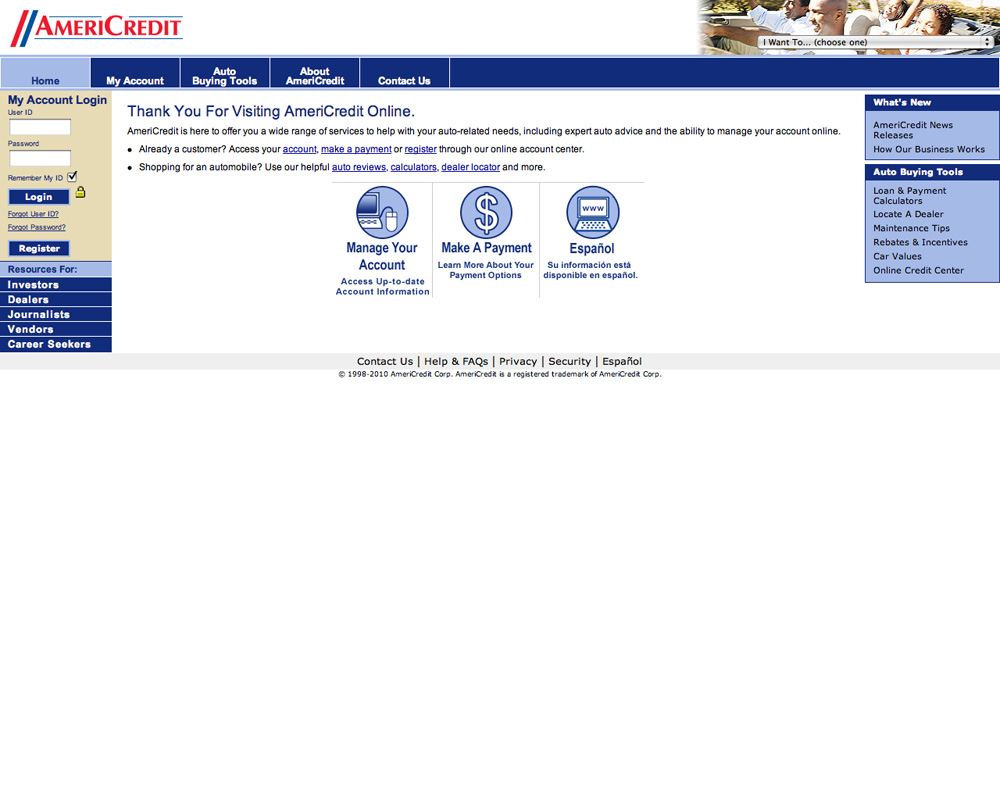 AMERICREDIT
I Want To... (choose one)
Home
My Account
Auto
Buying Tools
About
AmeriCredit
Contact Us
My Account Login
User ID
Password
Remember My ID
Login
Forgot User ID?
Forgot Password?
Register
Resources For:
Investors
Dealers
Journalists
Vendors
Career Seekers
Thank You For Visiting AmeriCredit Online.
AmeriCredit is here to offer you a wide range of services to help with your auto-related needs, including expert auto advice and the ability to manage your account online.
• Already a customer? Access your account, make a payment or register through our online account center.
• Shopping for an automobile? Use our helpful auto reviews, calculators, dealer locator and more.
Manage Your
Account
Access Up-to-date
Account Information
$
Make A Payment
Learn More About Your
Payment Options
www
Español
Su información está
disponible en español.
What's New
AmeriCredit News
Releases
How Our Business Works
Auto Buying Tools
Loan & Payment
Calculators
Locate A Dealer
Maintenance Tips
Rebates & Incentives
Car Values
Online Credit Center
Contact Us | Help & FAQs | Privacy | Security | Español
© 1998-2010 AmeriCredit Corp. AmeriCredit is a registered trademark of AmeriCredit Corp.